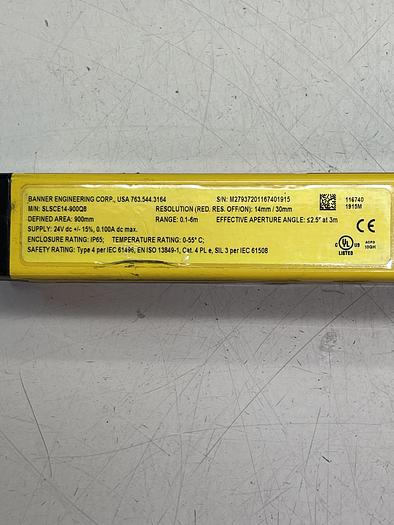 BANNER ENGINEERING CORP., USA 763.544.3164 S/N: M27937201167401915 116740
M/N: SLSCE14-900Q8 RESOLUTION (RED. RES. OFF/ON): 14mm / 30mm 1915M
DEFINED AREA: 900mm RANGE: 0.1-6m EFFECTIVE APERTURE ANGLE: ≤2.5° at 3m
SUPPLY: 24V dc +/- 15%, 0.100A dc max. CE
ENCLOSURE RATING: IP65; TEMPERATURE RATING: 0-55° C;
SAFETY RATING: Type 4 per IEC 61496, EN ISO 13849-1, Cat. 4 PL e, SIL 3 per IEC 61508
C UL US
LISTED